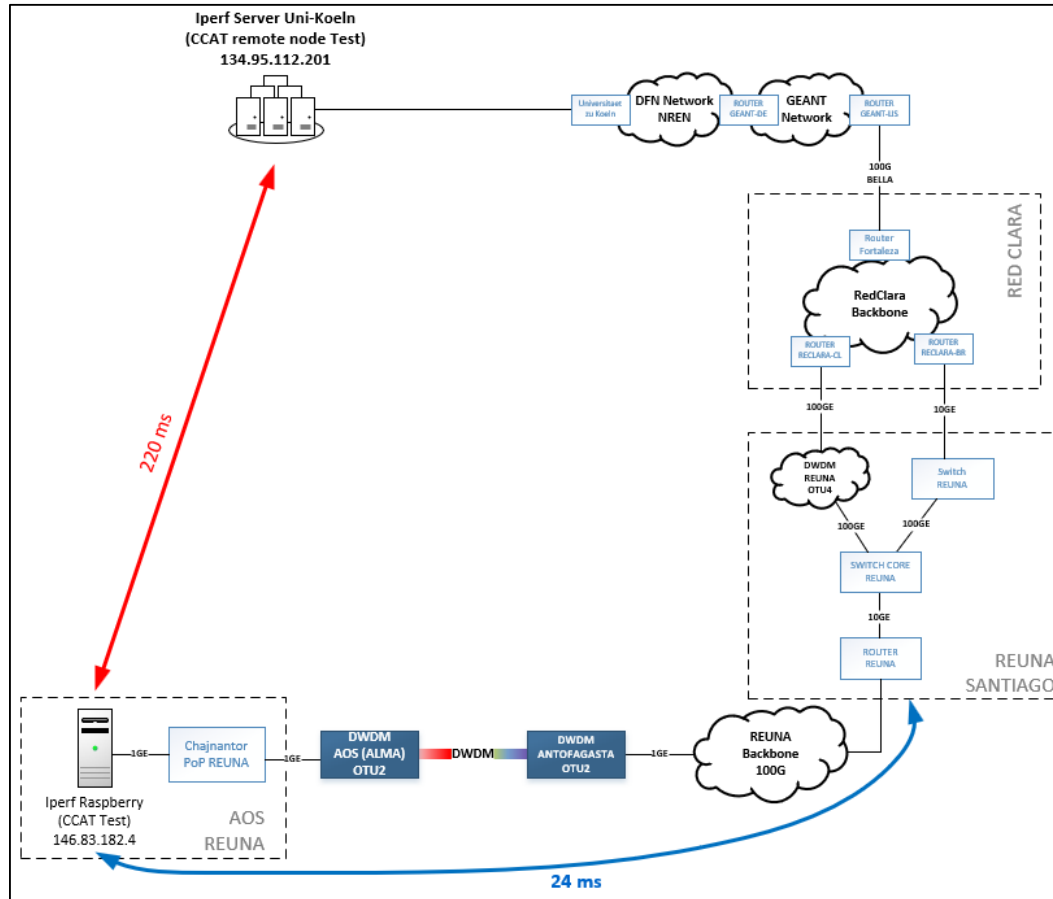 Iperf Server Uni-Koeln
(CCAT remote node Test)
134.95.112.201
Universitaet
zu Koeln
DFN Network
NREN
ROUTER
GEANT-DE
GEANT
Network
ROUTER
GEANT-LIS
100G
BELLA
RED CLARA
Router
Fortaleza
RedClara
Backbone
ROUTER
RECLARA-CL
ROUTER
RECLARA-BR
100GE
10GE
220 ms
DWDM
REUNA
OTU4
Switch
REUNA
100GE
100GE
SWITCH CORE
REUNA
10GE
ROUTER
REUNA
REUNA
SANTIAGO
1GE
Chajnantor
PoP REUNA
1GE
DWDM
AOS (ALMA)
OTU2
DWDM
DWDM
ANTOFAGASTA
OTU2
1GE
REUNA
Backbone
100G
Iperf Raspberry
(CCAT Test)
146.83.182.4
AOS
REUNA
24 ms